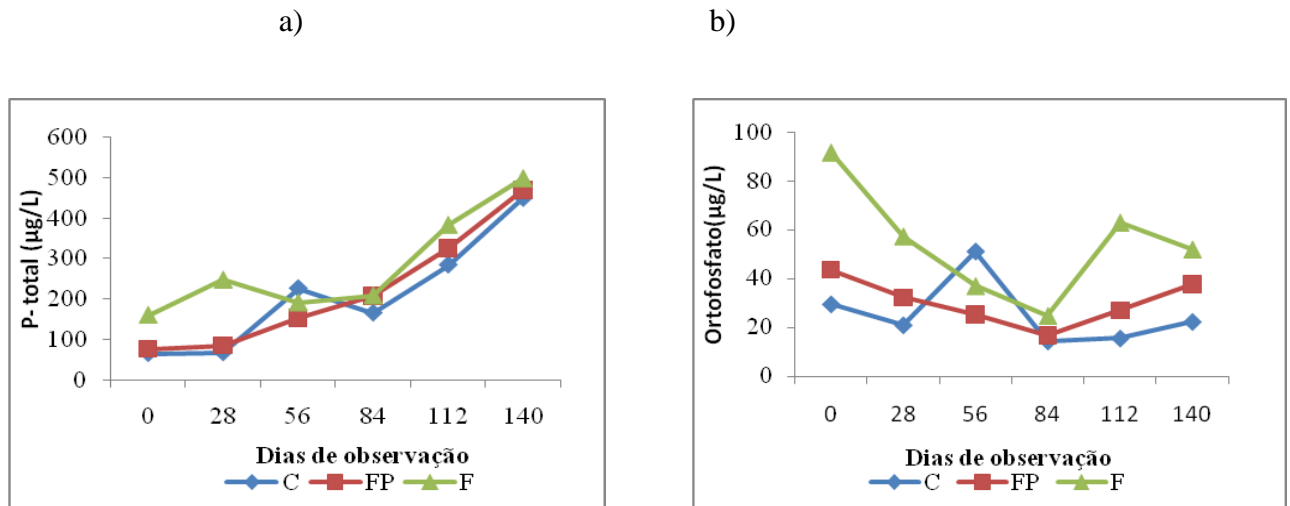 a)
b)
P- total (µg/L)
600
500
400
300
200
100
0
0 28 56 84 112 140
Dias de observação
C FP F
Ortofosfato(µg/L)
100
80
60
40
20
0
0 28 56 84 112 140
Dias de observação
C FP F